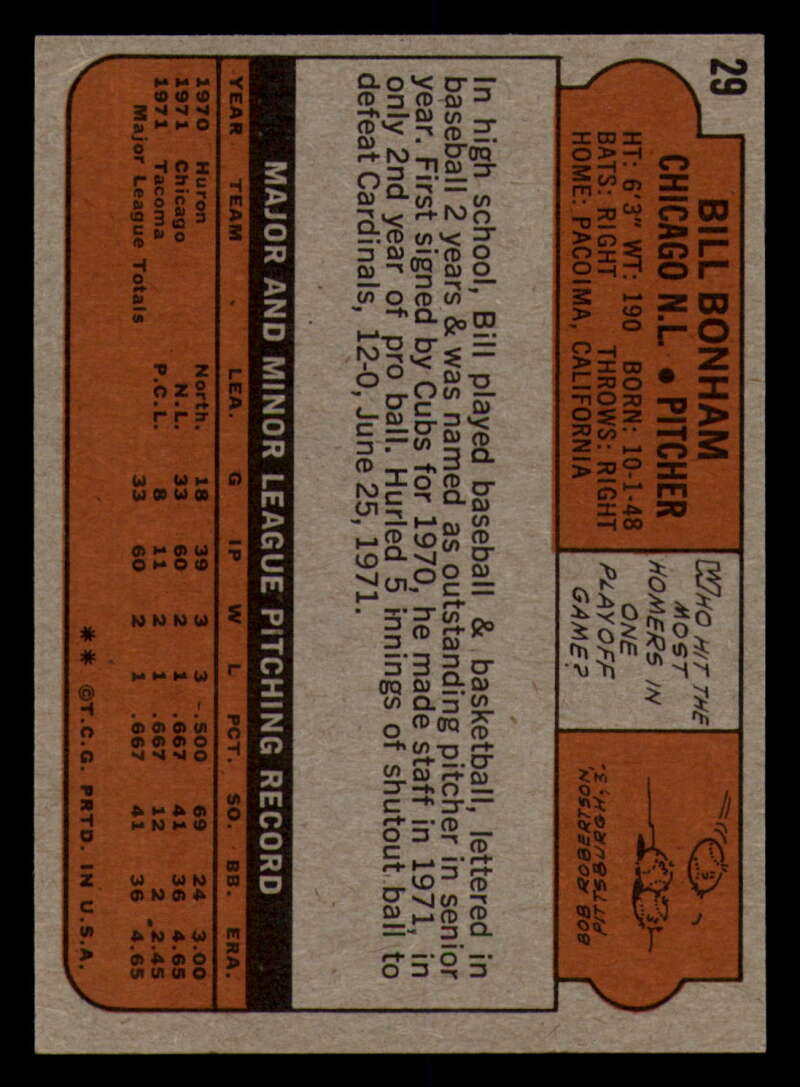 29
BILL BONHAM
CHICAGO N.L. • PITCHER
HT: 6'3" WT: 190 BORN: 10-1-48
BATS: RIGHT THROWS: RIGHT
HOME: PACOIMA, CALIFORNIA
WHO HIT THE
MOST
HOMERS IN
ONE
PLAYOFF
GAME?
BOB ROBERTSON,
PITTSBURGH, 3.
In high school, Bill played baseball & basketball, lettered in
baseball 2 years & was named as outstanding pitcher in senior
year. First signed by Cubs for 1970, he made staff in 1971, in
only 2nd year of pro ball. Hurled 5 innings of shutout ball to
defeat Cardinals, 12-0, June 25, 1971.
MAJOR AND MINOR LEAGUE PITCHING RECORD
YEAR TEAM LEA. G IP W L PCT. SO. BB. ERA.
1970 Huron North. 18 39 3 3 .500 69 24 3.00
1971 Chicago N.L. 33 60 2 1 .667 41 36 4.65
1971 Tacoma P.C.L. 8 11 2 1 .667 12 2 2.45
Major League Totals 33 60 2 1 .667 41 36 4.65
** ©T.C.G. PRTD. IN U.S.A.